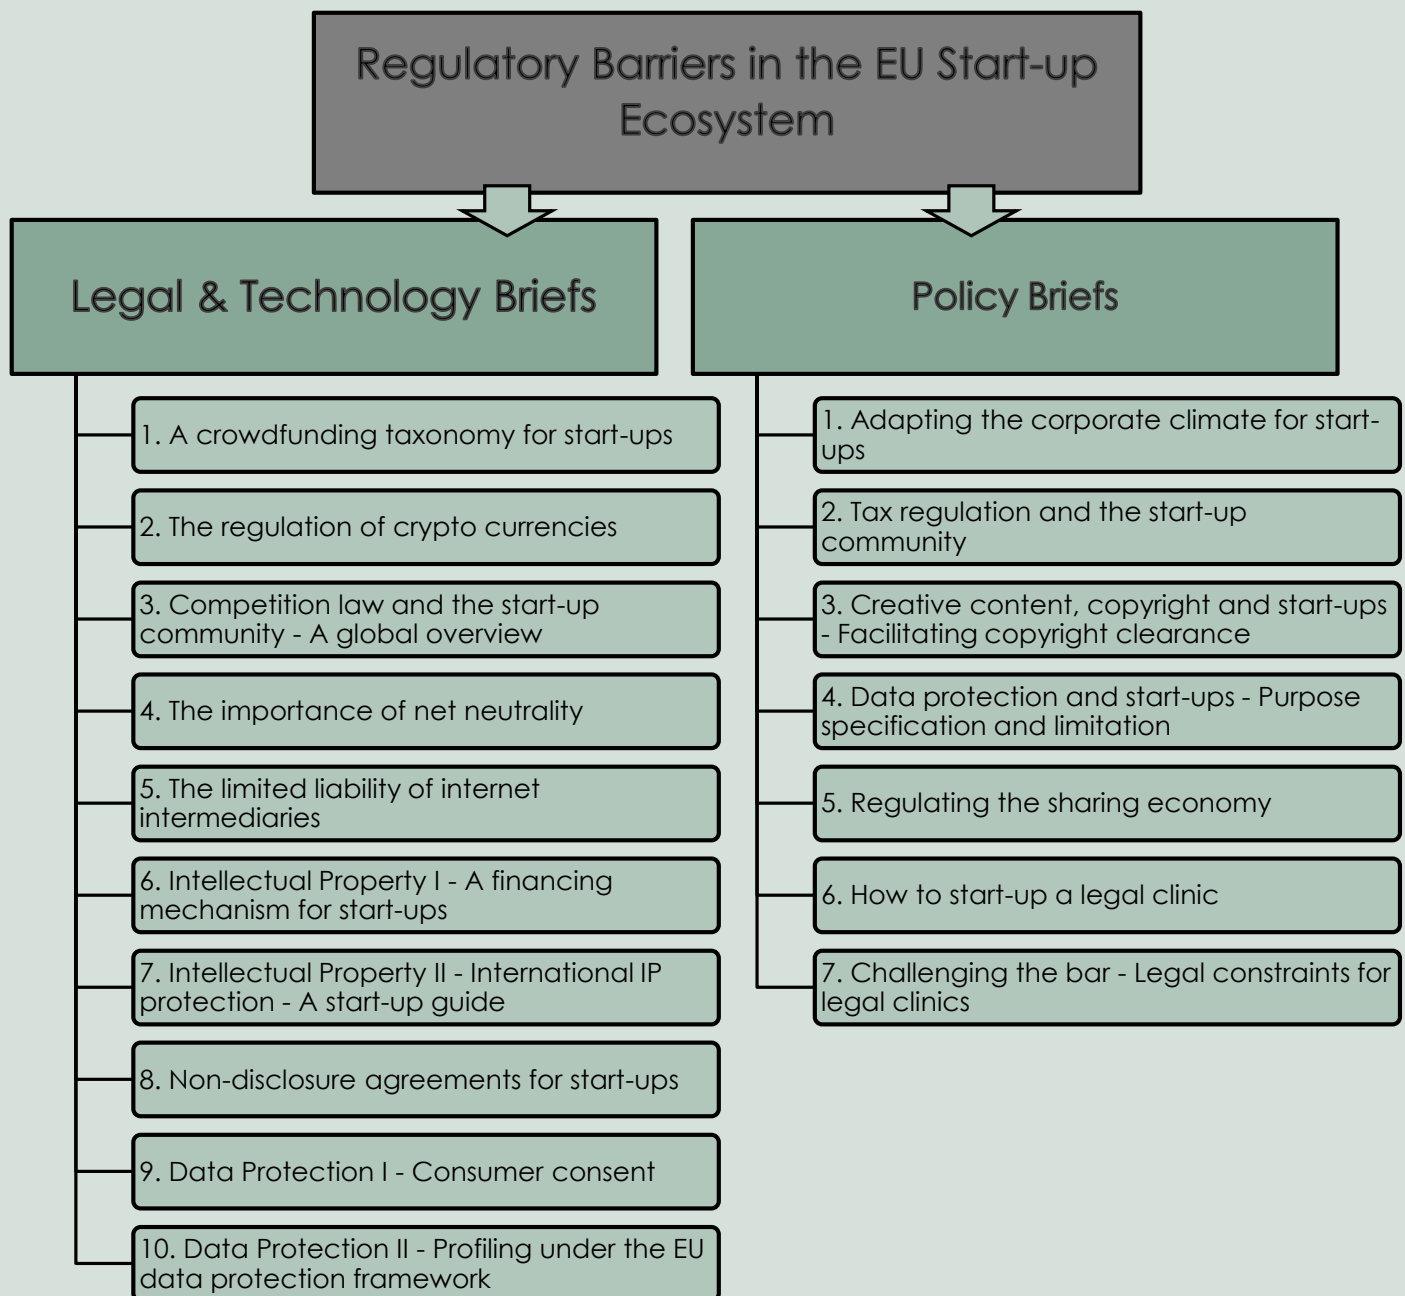 Regulatory Barriers in the EU Start-up
Ecosystem
Legal & Technology Briefs
1. A crowdfunding taxonomy for start-ups
2. The regulation of crypto currencies
3. Competition law and the start-up
community - A global overview
4. The importance of net neutrality
5. The limited liability of internet
intermediaries
6. Intellectual Property I - A financing
mechanism for start-ups
7. Intellectual Property II - International IP
protection - A start-up guide
8. Non-disclosure agreements for start-ups
9. Data Protection I - Consumer consent
10. Data Protection II - Profiling under the EU
data protection framework
Policy Briefs
1. Adapting the corporate climate for start-
ups
2. Tax regulation and the start-up
community
3. Creative content, copyright and start-ups
- Facilitating copyright clearance
4. Data protection and start-ups - Purpose
specification and limitation
5. Regulating the sharing economy
6. How to start-up a legal clinic
7. Challenging the bar - Legal constraints for
legal clinics